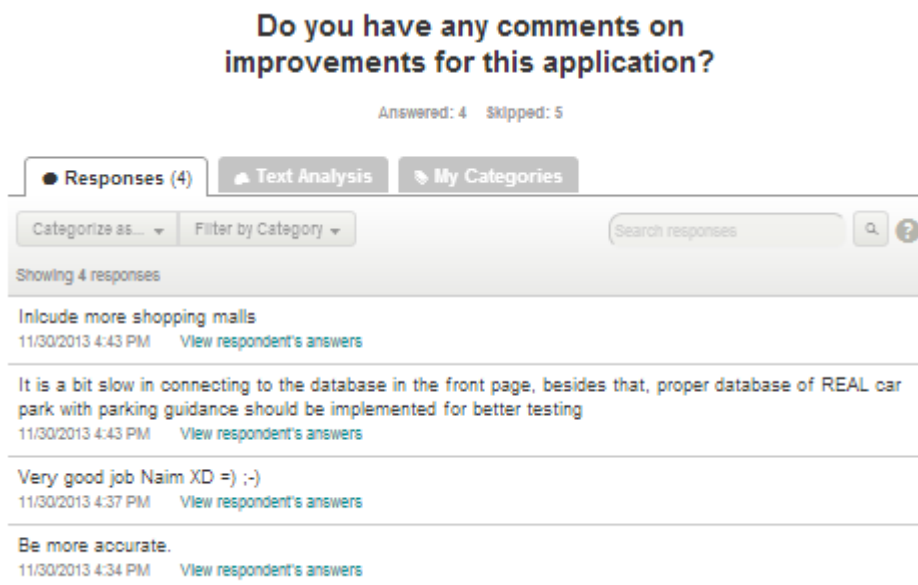 Do you have any comments on
improvements for this application?
Answered: 4 Skipped: 5
Responses (4) Text Analysis My Categories
Categorize as... Filter by Category Search responses ?
Showing 4 responses
Inlcude more shopping malls
11/30/2013 4:43 PM View respondent's answers
It is a bit slow in connecting to the database in the front page, besides that, proper database of REAL car
park with parking guidance should be implemented for better testing
11/30/2013 4:43 PM View respondent's answers
Very good job Naim XD =) ;-)
11/30/2013 4:37 PM View respondent's answers
Be more accurate.
11/30/2013 4:34 PM View respondent's answers